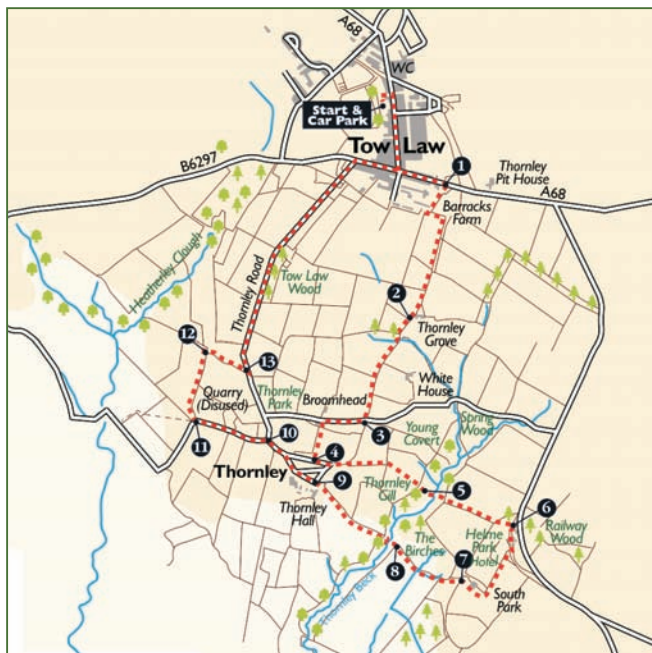 A68
WC
Start &
Car Park
Tow Law
B6297
1
Thornley
Pit House
A68
Barracks
Farm
Heatherley Clough
Thornley Road
Tow Law
Wood
2
Thornley
Grove
12
13
White
House
Quarry
(Disused)
Thornley
Park
Broomhead
Spring
Wood
3
Young
Covert
11
10
4
Thornley
9
Thornley
Gill
5
6
Thornley
Hall
The
Birches
Helme
Park
Hotel
Railway
Wood
8
7
South
Park
Thornley Beck